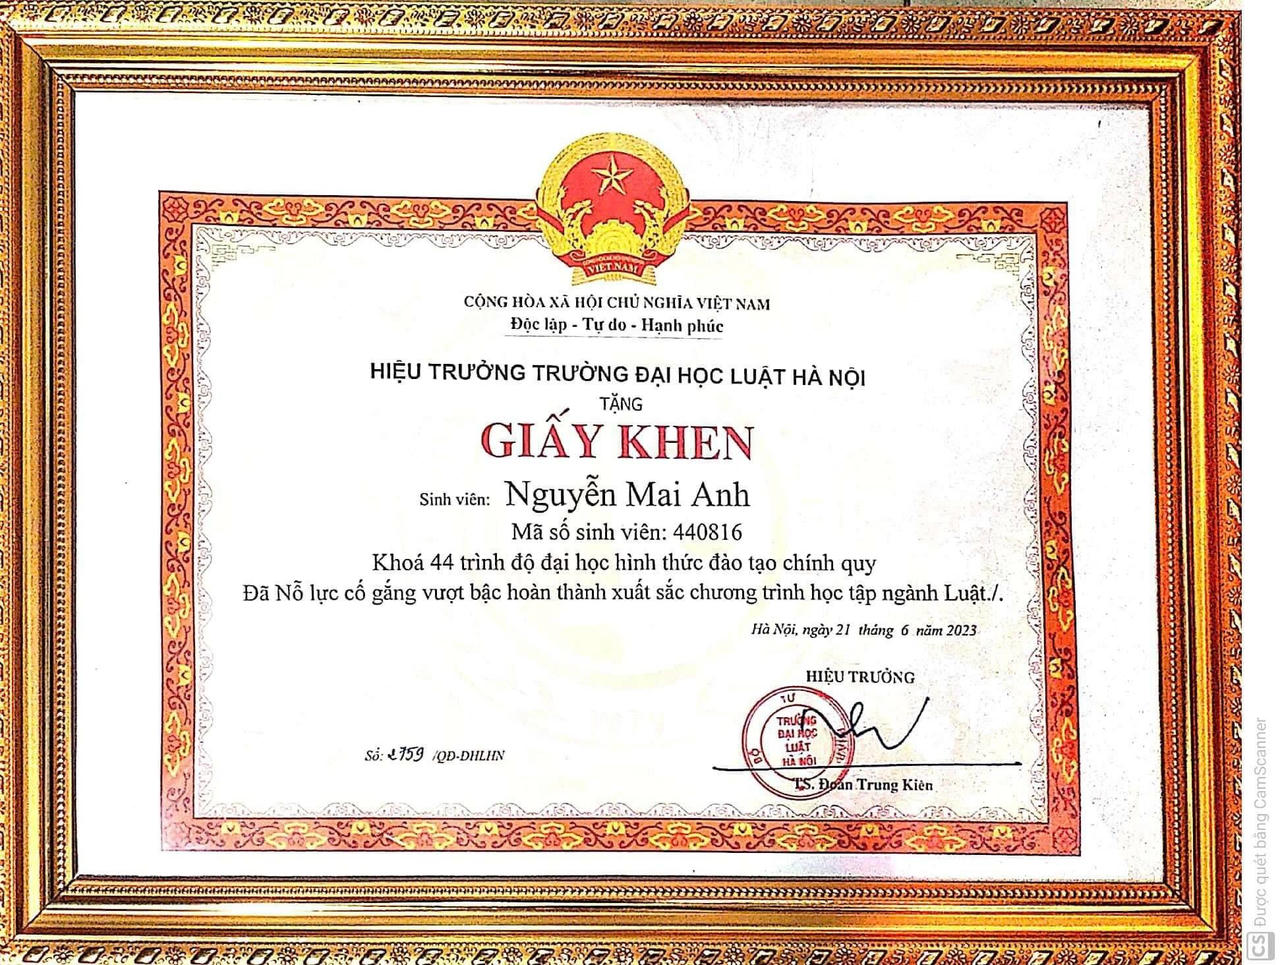 VIỆT NAM
CỘNG HÒA XÃ HỘI CHỦ NGHĨA VIỆT NAM
Độc lập - Tự do - Hạnh phúc
HIỆU TRƯỞNG TRƯỜNG ĐẠI HỌC LUẬT HÀ NỘI
TẶNG
GIẤY KHEN
Sinh viên: Nguyễn Mai Anh
Mã số sinh viên: 440816
Khoá 44 trình độ đại học hình thức đào tạo chính quy
Đã Nỗ lực cố gắng vượt bậc hoàn thành xuất sắc chương trình học tập ngành Luật./.
Hà Nội, ngày 21 tháng 6 năm 2023
HIỆU TRƯỞNG
BỘ TƯ
TRƯỜNG
ĐẠI HỌC
LUẬT
HÀ NỘI
Số: 2759 /QĐ-ĐHLHN
TS. Đoàn Trung Kiên
CS Được quét bằng CamScanner